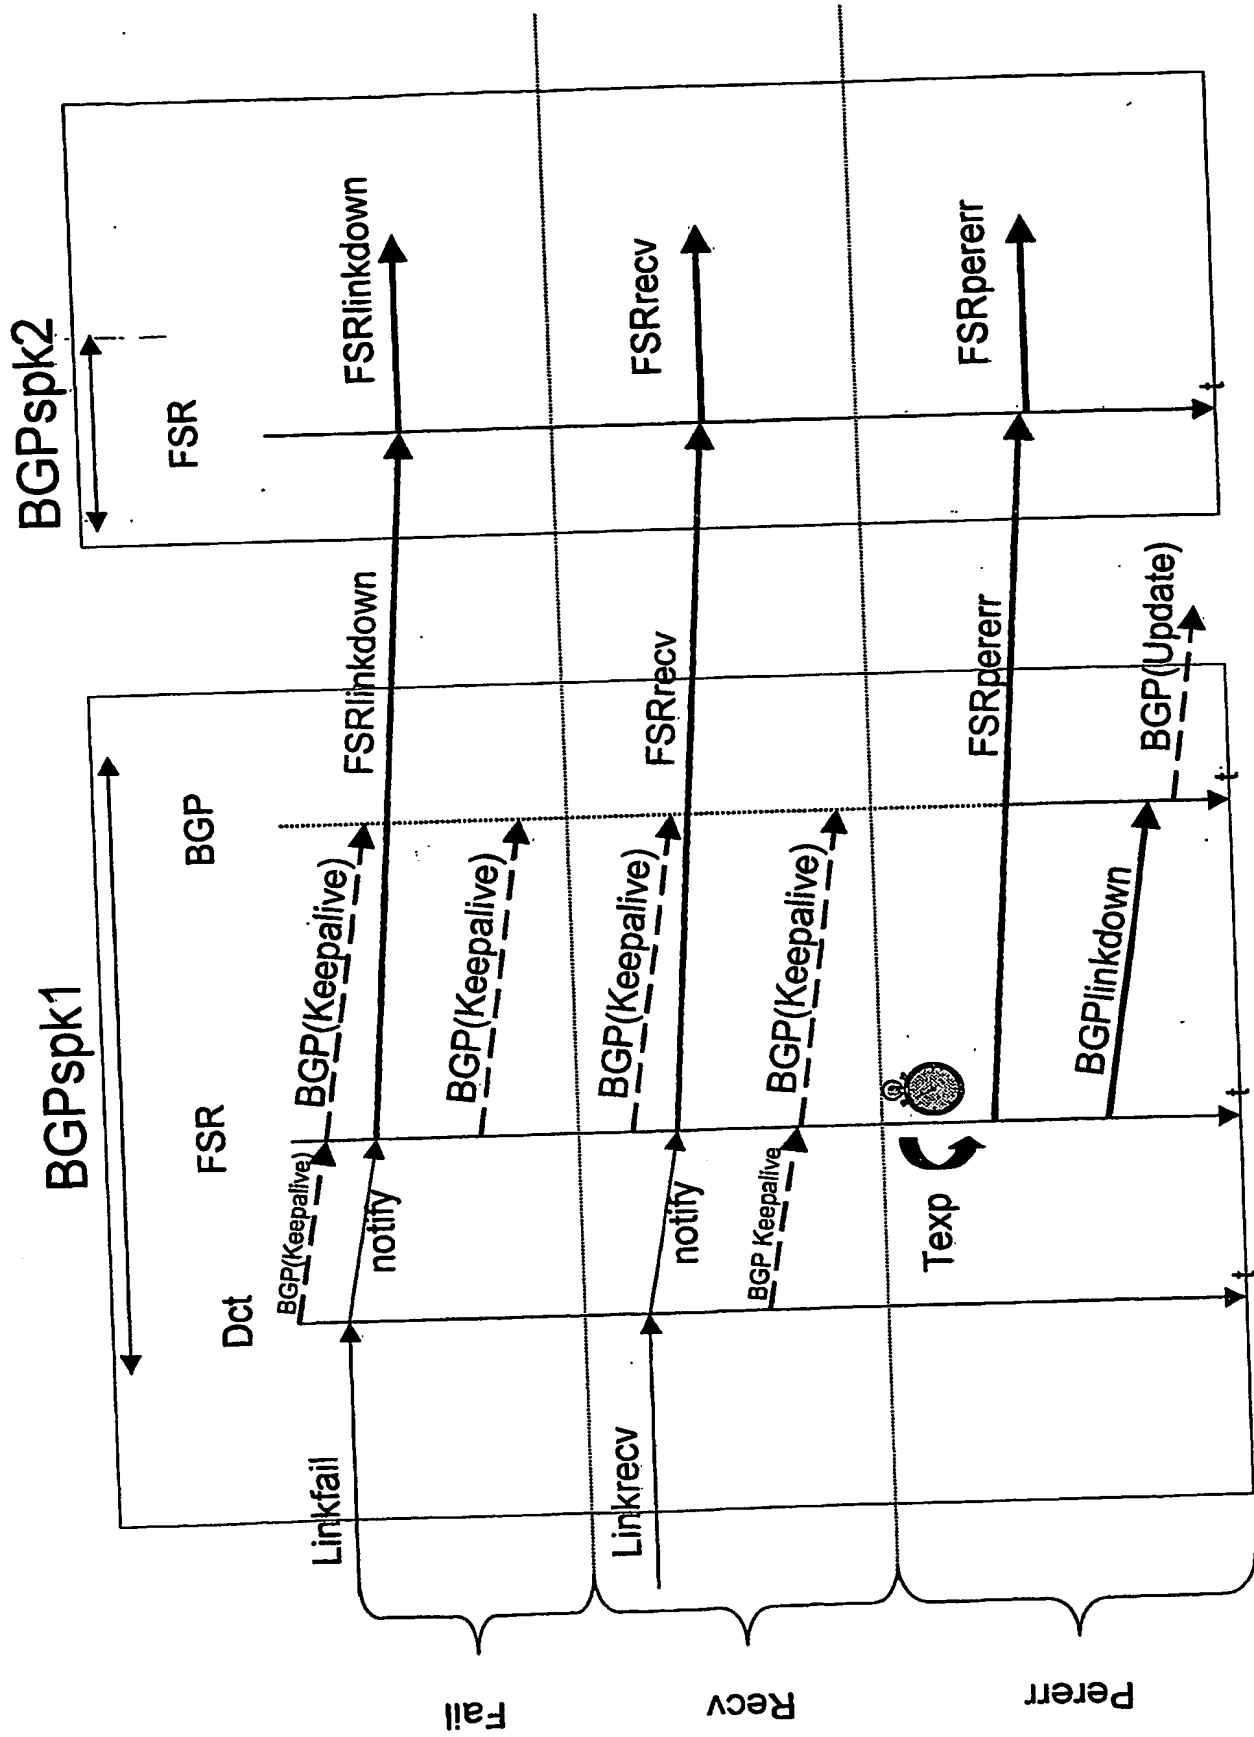 BGPspk1
BGPspk2
Dct
FSR
BGP
FSR
Linkfail
BGP(Keepalive)
BGP(Keepalive)
notify
FSRlinkdown
FSRlinkdown
BGP(Keepalive)
Fail
Linkrecv
BGP(Keepalive)
notify
FSRrecv
FSRrecv
BGP Keepalive
BGP(Keepalive)
Recv
Texp
FSRpererr
FSRpererr
BGPlinkdown
BGP(Update)
Pererr
t
t
t
t